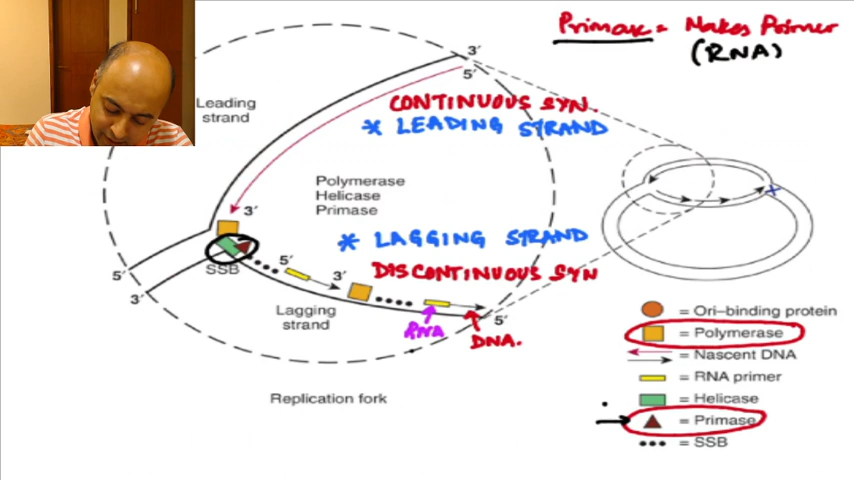 Primase = Makes Primer
(RNA)
3'
5'
Leading
strand
CONTINUOUS SYN.
* LEADING STRAND
Polymerase
Helicase
Primase
3'
* LAGGING STRAND
DISCONTINUOUS SYN
SSB
5'
3'
5'
3'
Lagging
strand
5'
RNA
DNA.
Replication fork
= Ori-binding protein
= Polymerase
= Nascent DNA
= RNA primer
= Helicase
= Primase
= SSB